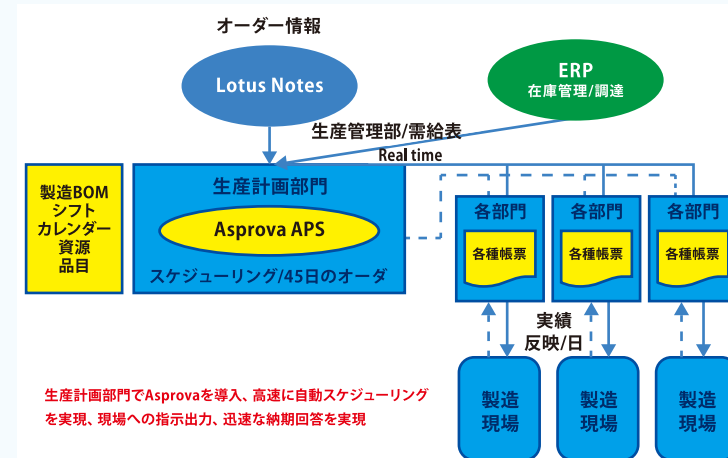 オーダー情報
Lotus Notes
ERP
在庫管理/調達
生産管理部/需給表
Real time
製造BOM
シフト
カレンダー
資源
品目
生産計画部門
Asprova APS
スケジューリング/45日のオーダ
各部門
各種帳票
各部門
各種帳票
各部門
各種帳票
実績
反映/日
製造
現場
製造
現場
製造
現場
生産計画部門でAsprovaを導入、高速に自動スケジューリング
を実現、現場への指示出力、迅速な納期回答を実現